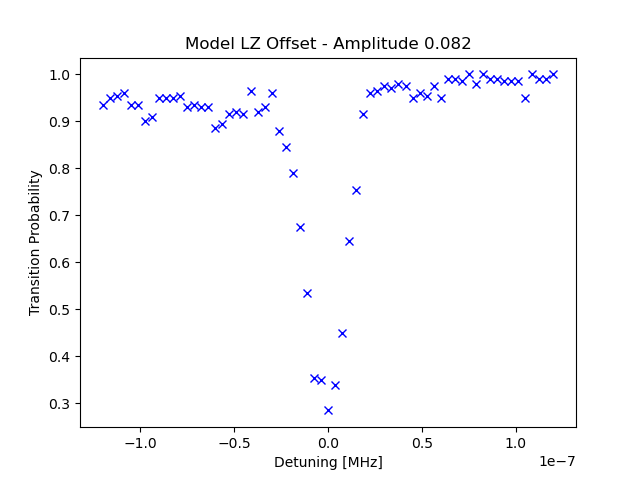 Model LZ Offset - Amplitude 0.082
1.0
0.9
0.8
0.7
0.6
0.5
0.4
0.3
Transition Probability
−1.0 −0.5 0.0 0.5 1.0
1e−7
Detuning [MHz]